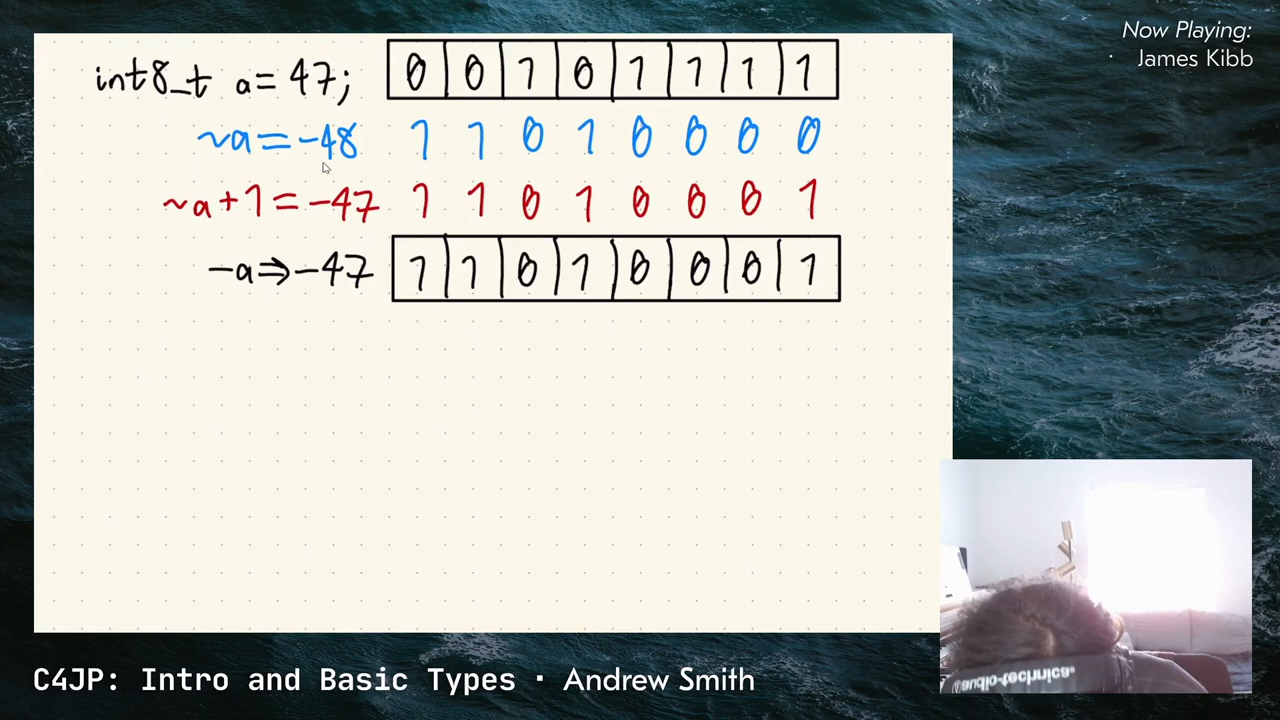 Now Playing:
· James Kibb
int8_t a = 47; 0 0 1 0 1 1 1 1
~a = -48 1 1 0 1 0 0 0 0
~a + 1 = -47 1 1 0 1 0 0 0 1
-a ⇒ -47 1 1 0 1 0 0 0 1
audio-technica
C4JP: Intro and Basic Types · Andrew Smith